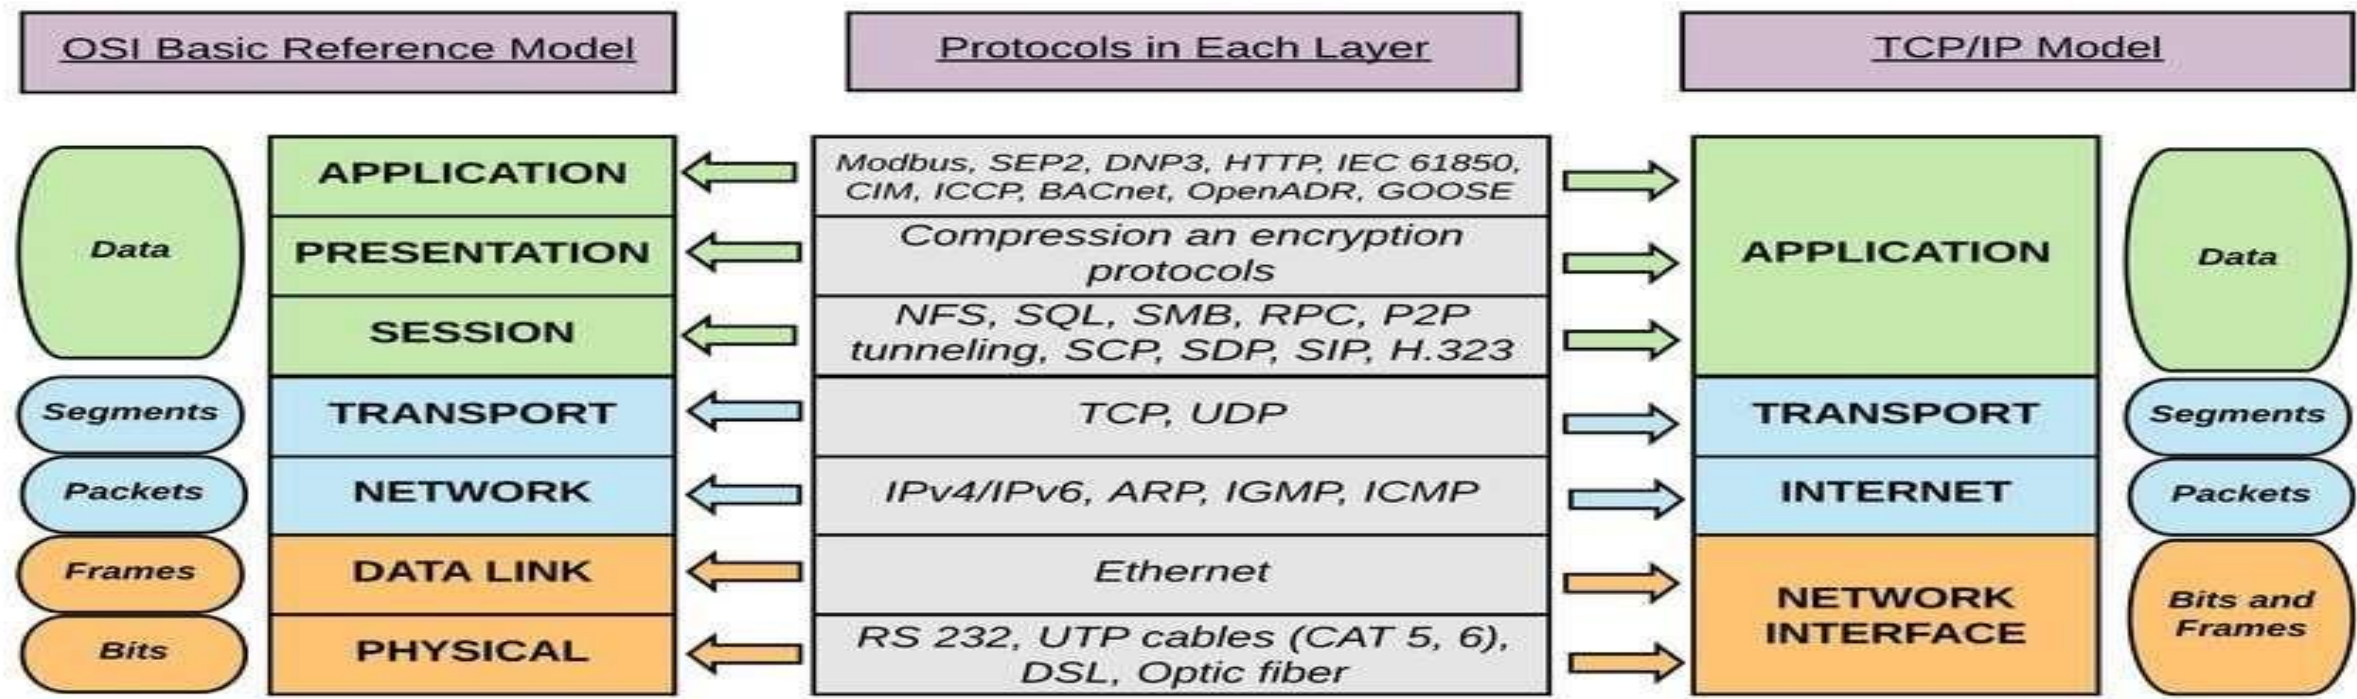 OSI Basic Reference Model
Protocols in Each Layer
TCP/IP Model
Data
APPLICATION
PRESENTATION
SESSION
Segments
TRANSPORT
Packets
NETWORK
Frames
DATA LINK
Bits
PHYSICAL
Modbus, SEP2, DNP3, HTTP, IEC 61850,
CIM, ICCP, BACnet, OpenADR, GOOSE
Compression an encryption
protocols
NFS, SQL, SMB, RPC, P2P
tunneling, SCP, SDP, SIP, H.323
TCP, UDP
IPv4/IPv6, ARP, IGMP, ICMP
Ethernet
RS 232, UTP cables (CAT 5, 6),
DSL, Optic fiber
APPLICATION
Data
TRANSPORT
Segments
INTERNET
Packets
NETWORK
INTERFACE
Bits and
Frames